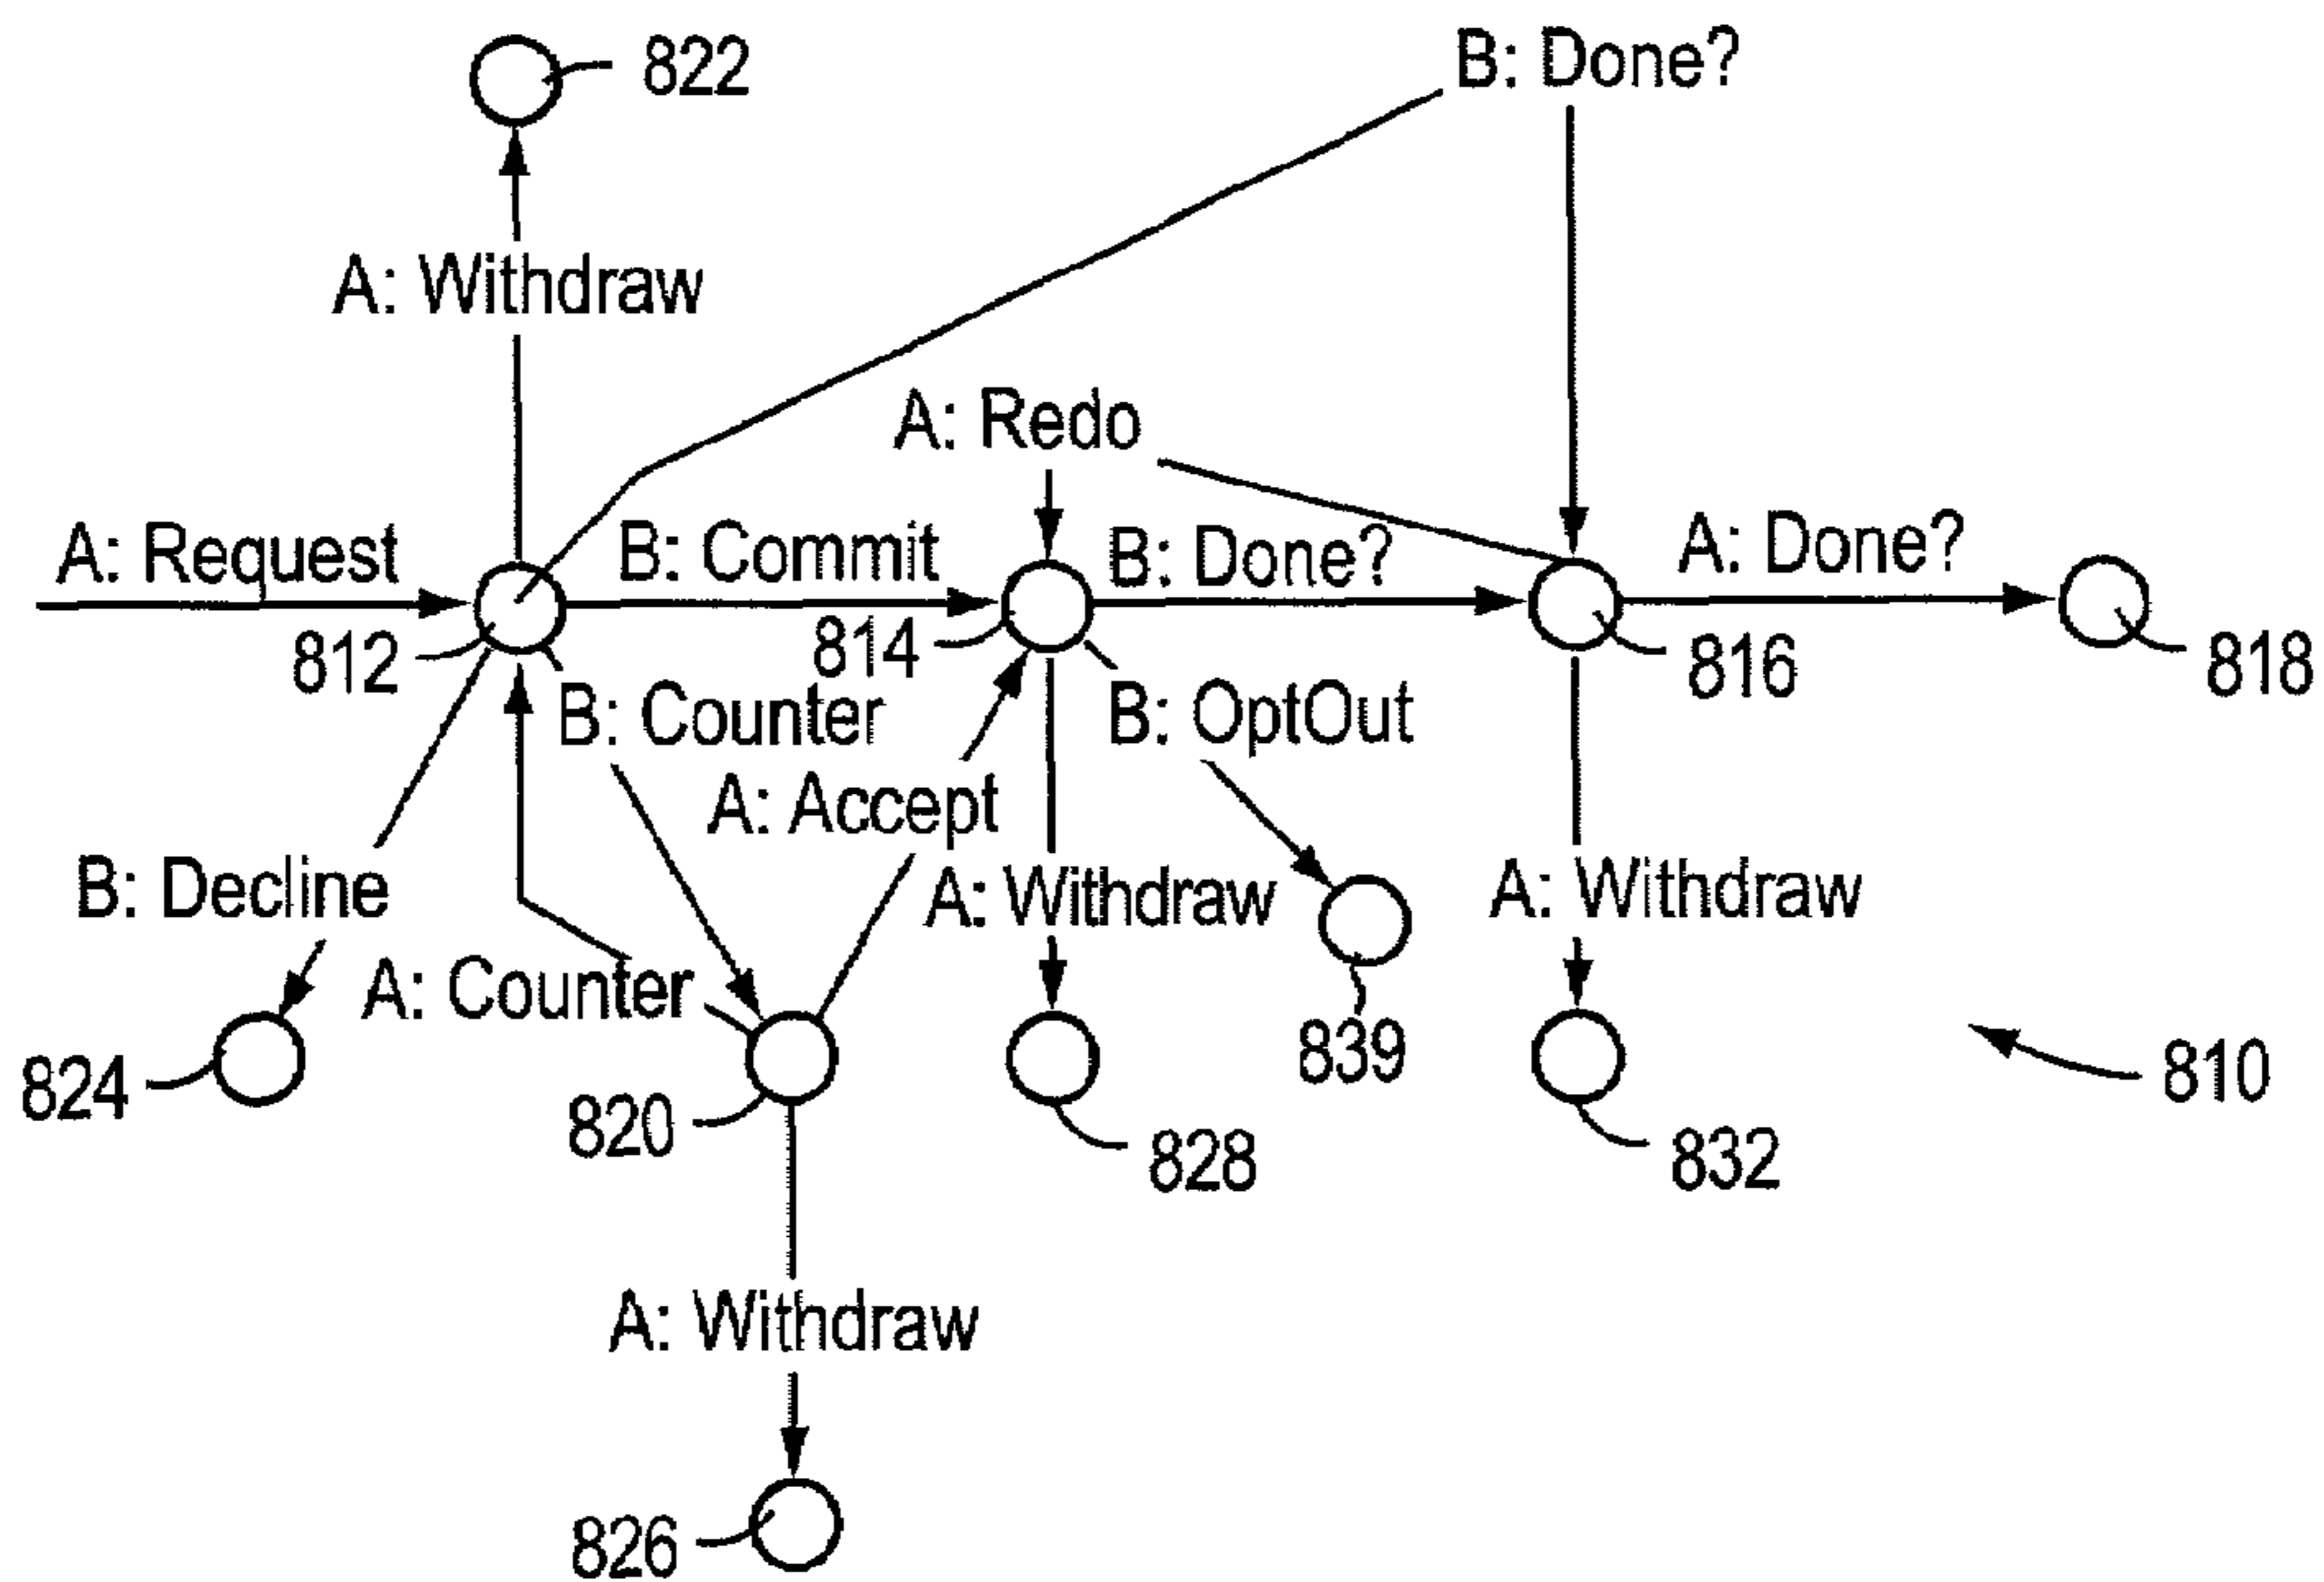 822
B: Done?
A: Withdraw
A: Redo
A: Request
B: Commit
B: Done?
A: Done?
812
814
816
818
B: Counter
B: OptOut
A: Accept
B: Decline
A: Withdraw
A: Withdraw
A: Counter
839
824
820
828
832
810
A: Withdraw
826